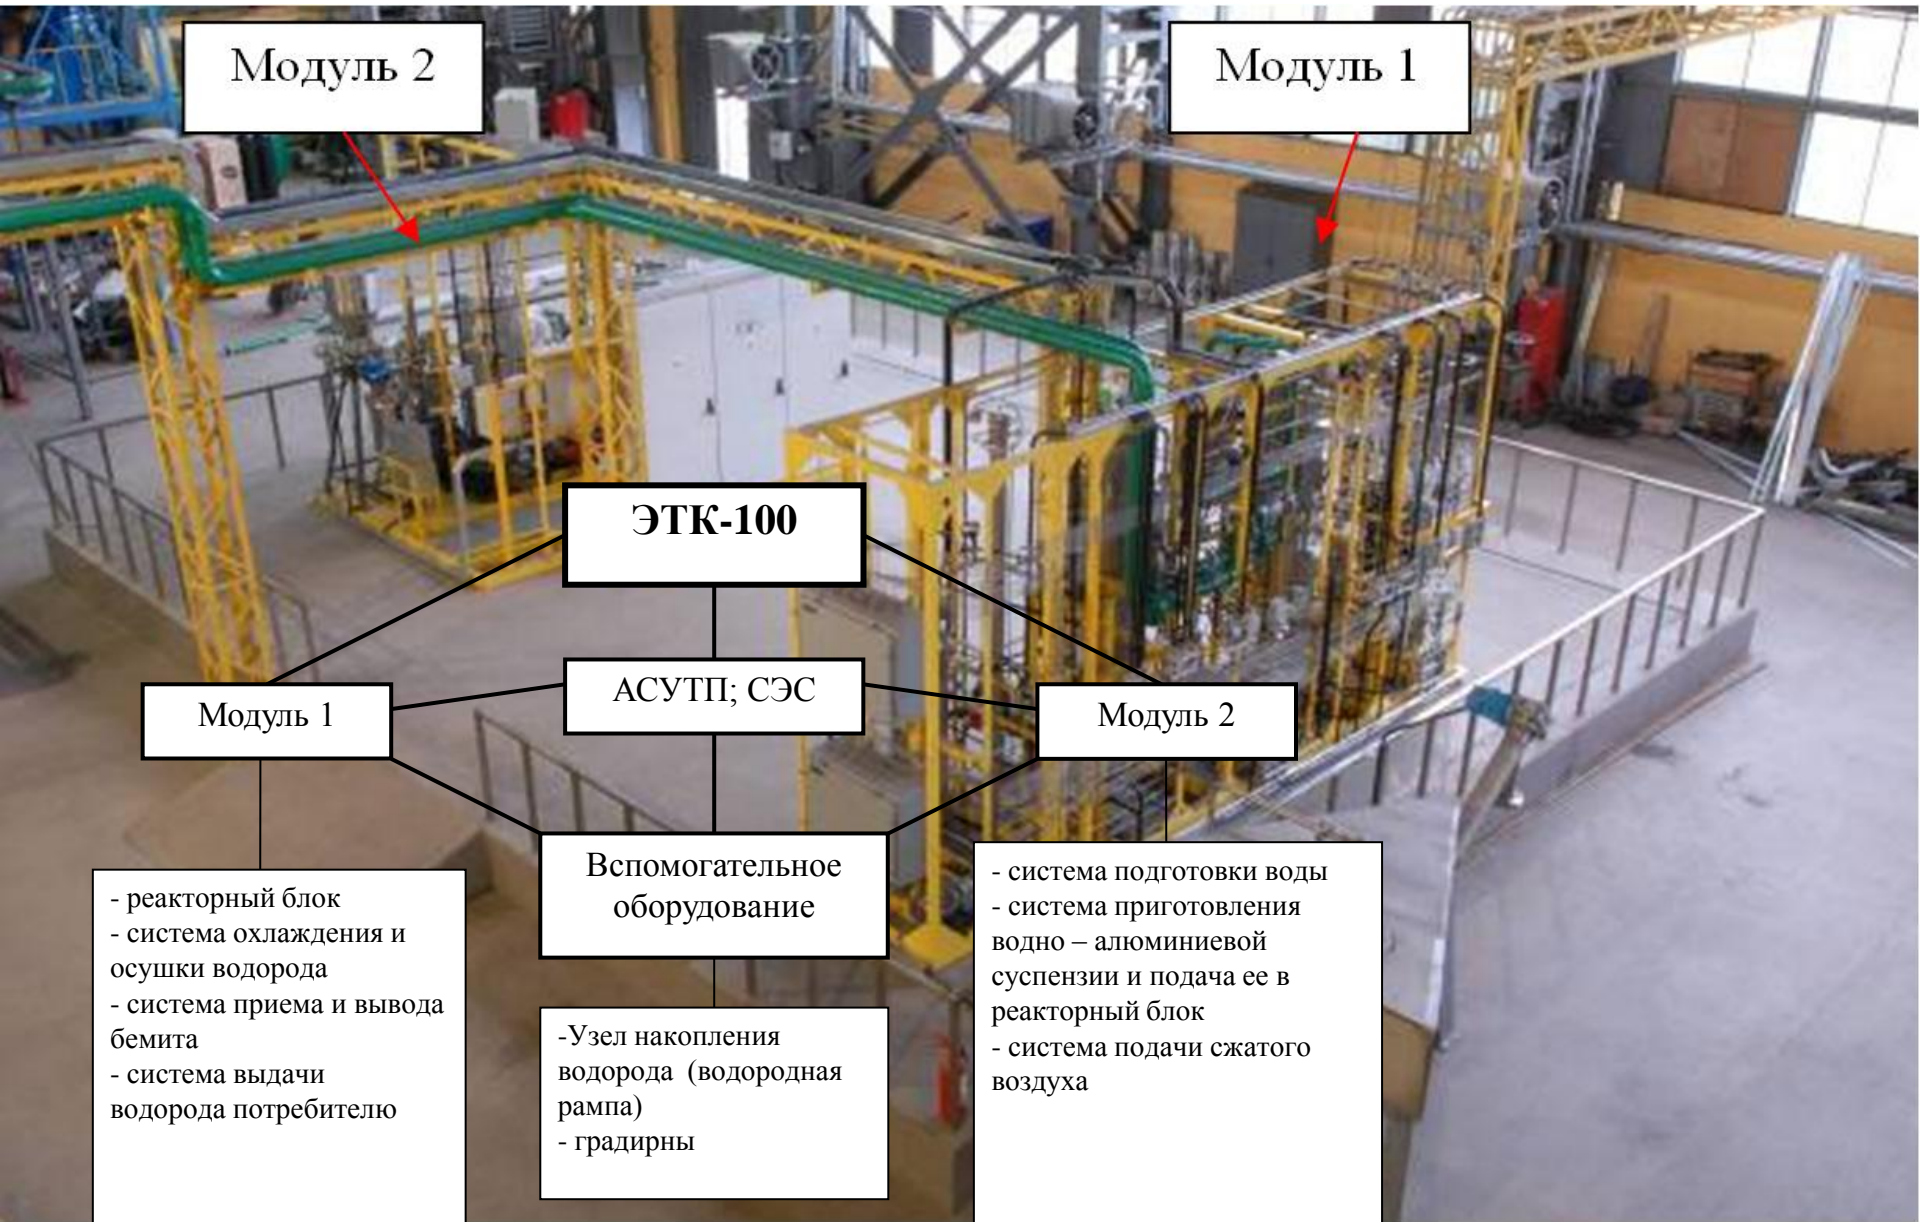 Модуль 2
Модуль 1
ЭТК-100
АСУТП; СЭС
Модуль 1
Модуль 2
Вспомогательное
оборудование
- реакторный блок
- система охлаждения и
осушки водорода
- система приема и вывода
бемита
- система выдачи
водорода потребителю
-Узел накопления
водорода (водородная
рампа)
- градирны
- система подготовки воды
- система приготовления
водно – алюминиевой
суспензии и подача ее в
реакторный блок
- система подачи сжатого
воздуха